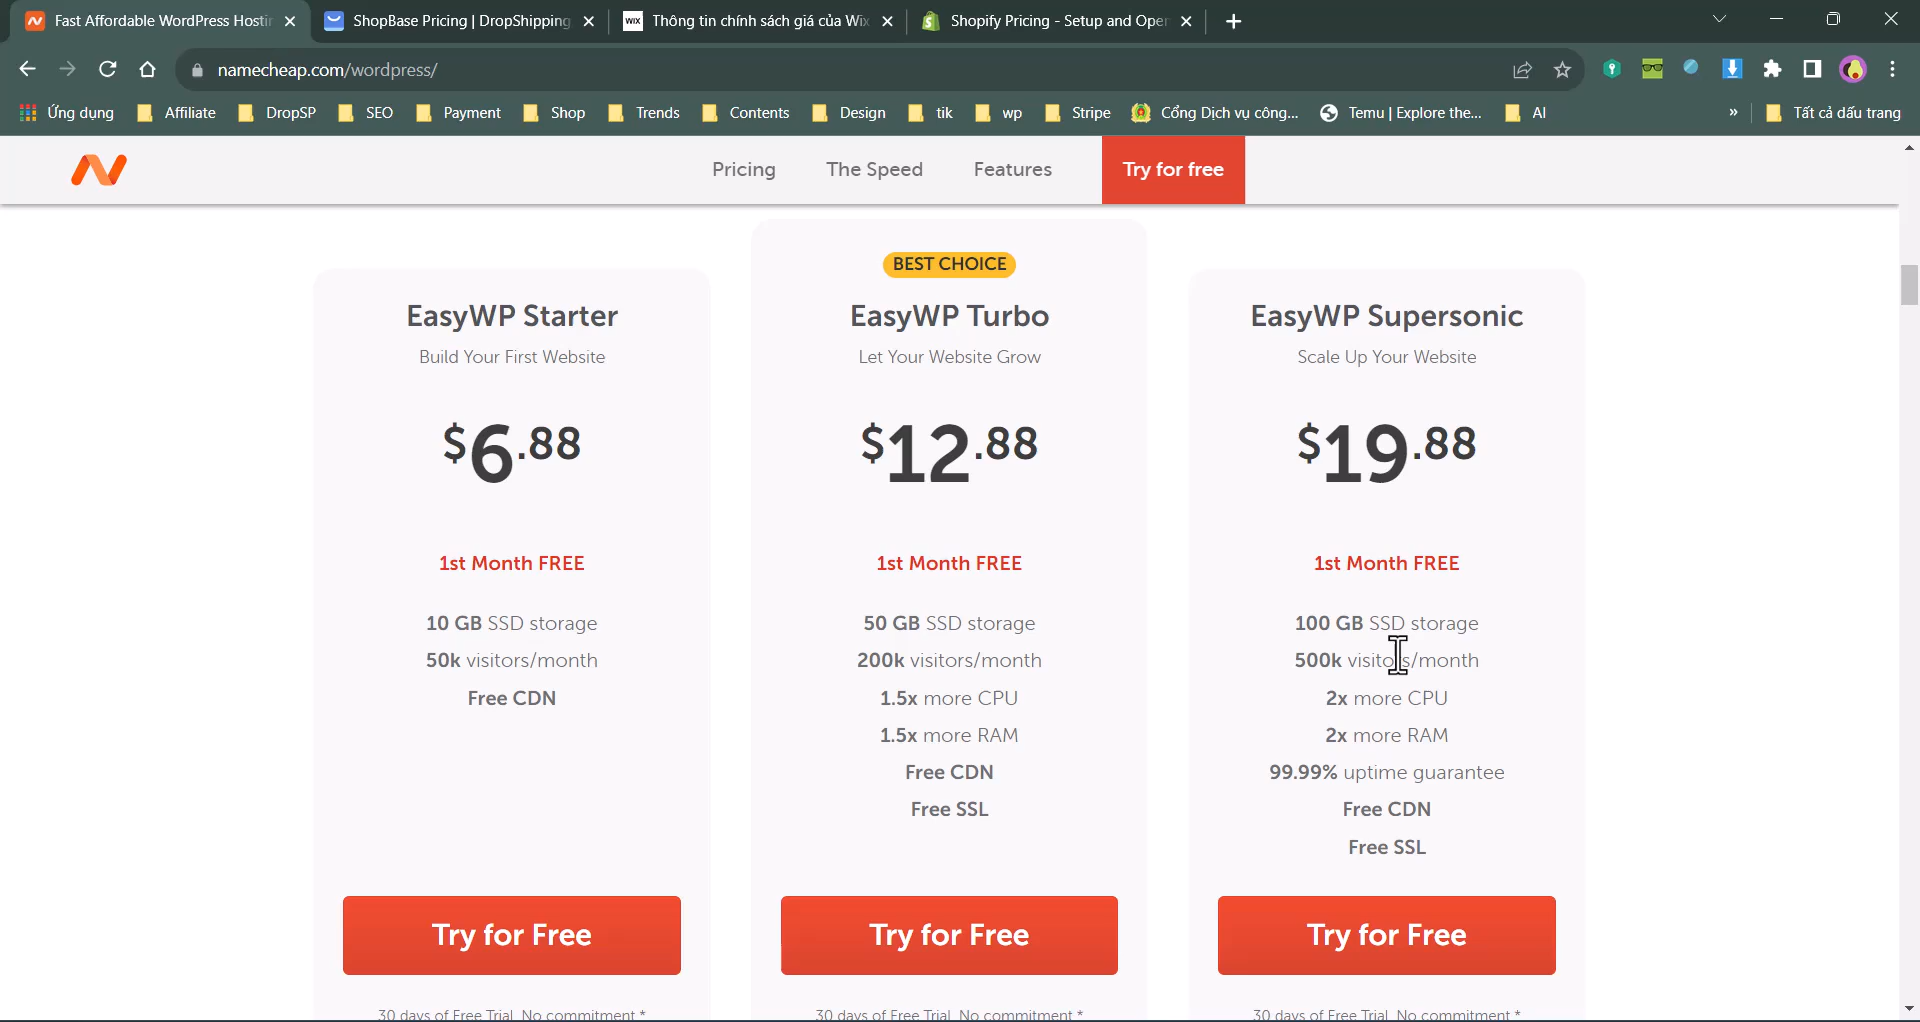 Fast Affordable WordPress Hosti
ShopBase Pricing | DropShipping
WIX
Thông tin chính sách giá của Wix
Shopify Pricing - Setup and Oper
namecheap.com/wordpress/
Ứng dụng
Affiliate
DropSP
SEO
Payment
Shop
Trends
Contents
Design
tik
wp
Stripe
Cổng Dịch vụ công...
Temu | Explore the...
AI
»
Tất cả dấu trang
Pricing
The Speed
Features
Try for free
EasyWP Starter
Build Your First Website
$6.88
1st Month FREE
10 GB SSD storage
50k visitors/month
Free CDN
Try for Free
30 days of Free Trial. No commitment *
BEST CHOICE
EasyWP Turbo
Let Your Website Grow
$12.88
1st Month FREE
50 GB SSD storage
200k visitors/month
1.5x more CPU
1.5x more RAM
Free CDN
Free SSL
Try for Free
30 days of Free Trial. No commitment *
EasyWP Supersonic
Scale Up Your Website
$19.88
1st Month FREE
100 GB SSD storage
500k visitors/month
2x more CPU
2x more RAM
99.99% uptime guarantee
Free CDN
Free SSL
Try for Free
30 days of Free Trial. No commitment *